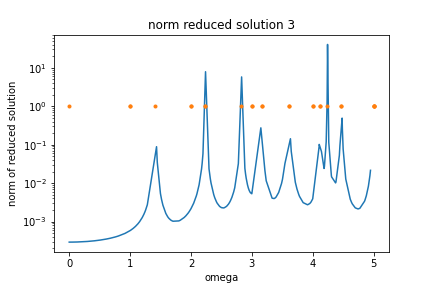 norm reduced solution 3
norm of reduced solution
10¹
10⁰
10⁻¹
10⁻²
10⁻³
0 1 2 3 4 5
omega